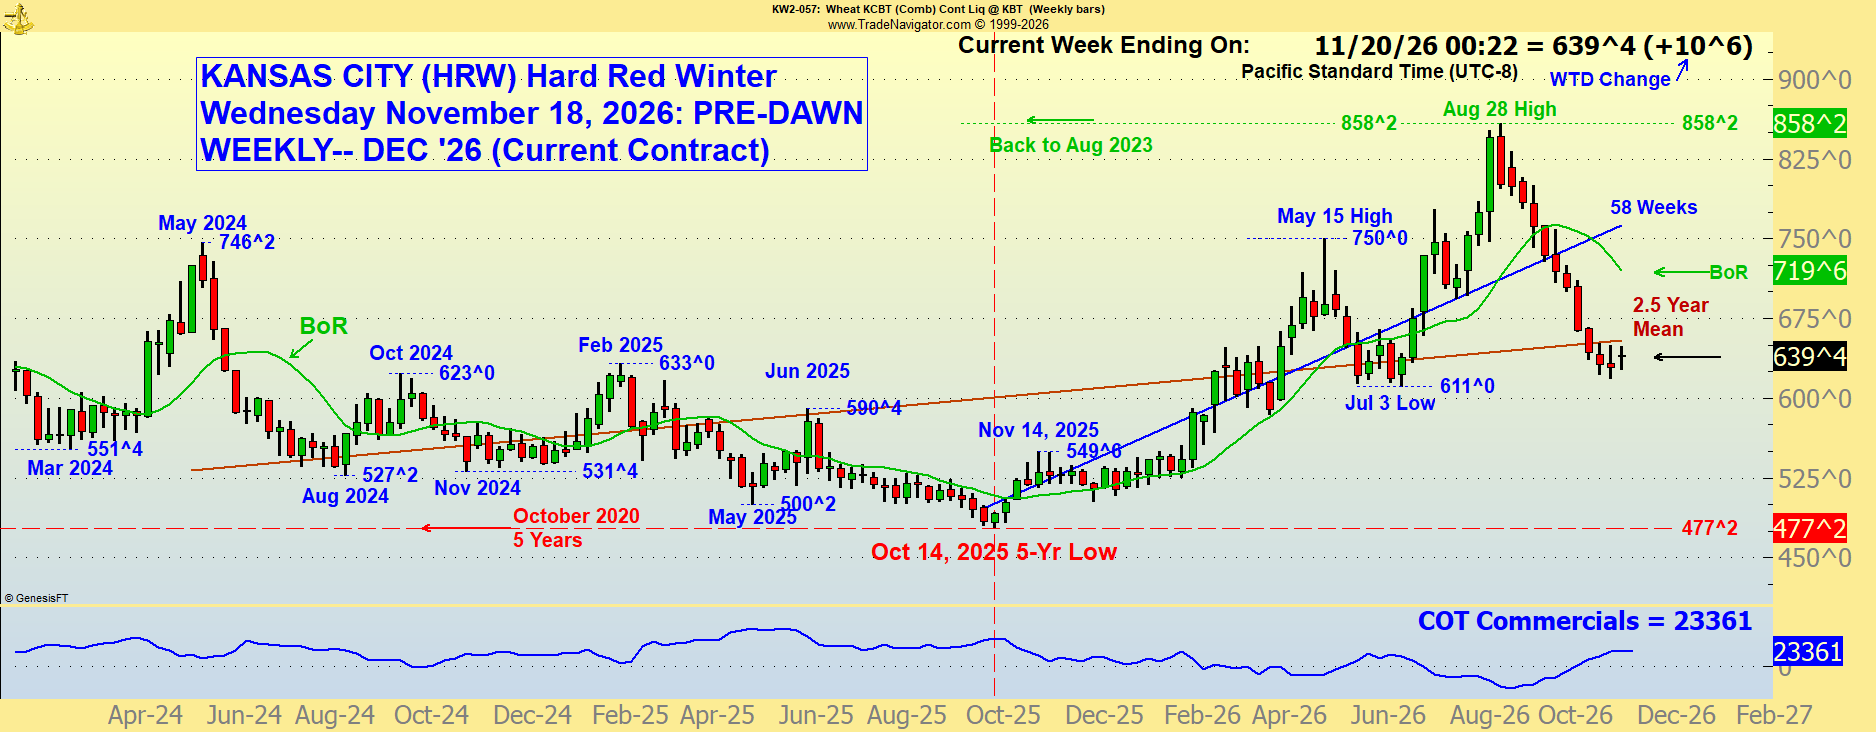 KW2-057: Wheat KCBT (Comb) Cont Liq @ KBT (Weekly bars)
www.TradeNavigator.com © 1999-2026
Current Week Ending On: 11/20/26 00:22 = 639^4 (+10^6)
Pacific Standard Time (UTC-8)
WTD Change
KANSAS CITY (HRW) Hard Red Winter
Wednesday November 18, 2026: PRE-DAWN
WEEKLY-- DEC '26 (Current Contract)
900^0
Aug 28 High
858^2
858^2
858^2
Back to Aug 2023
825^0
May 2024
746^2
May 15 High
750^0
58 Weeks
750^0
BoR
719^6
2.5 Year
Mean
675^0
BoR
Oct 2024
623^0
Feb 2025
633^0
Jun 2025
590^4
639^4
611^0
Jul 3 Low
600^0
551^4
Mar 2024
527^2
Aug 2024
531^4
Nov 2024
500^2
May 2025
Nov 14, 2025
549^6
525^0
October 2020
5 Years
477^2
477^2
Oct 14, 2025 5-Yr Low
450^0
© GenesisFT
COT Commercials = 23361
23361
0
Apr-24 Jun-24 Aug-24 Oct-24 Dec-24 Feb-25 Apr-25 Jun-25 Aug-25 Oct-25 Dec-25 Feb-26 Apr-26 Jun-26 Aug-26 Oct-26 Dec-26 Feb-27